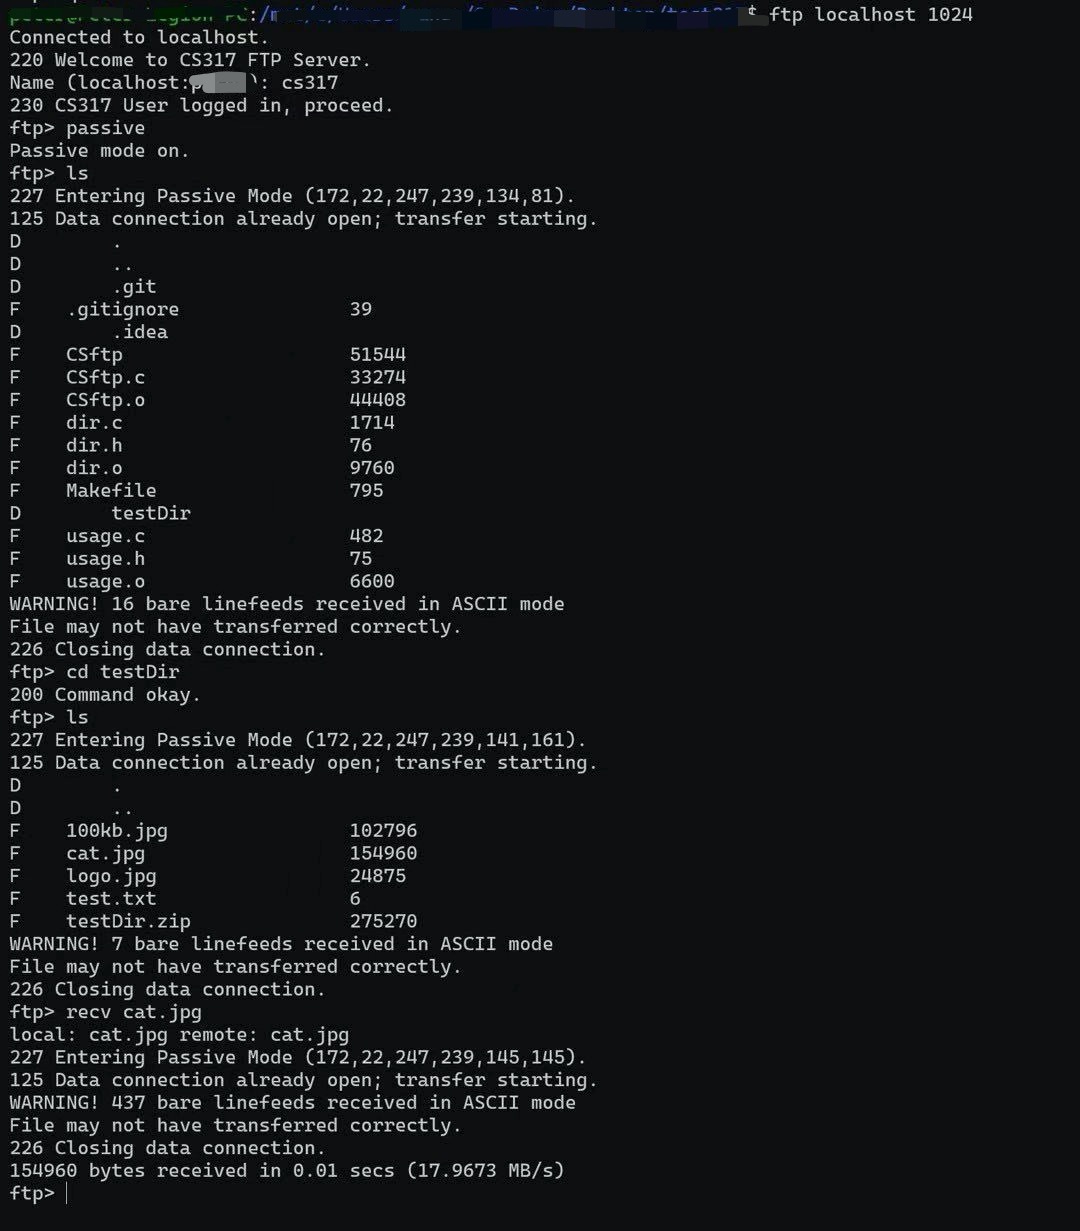 $ ftp localhost 1024
Connected to localhost.
220 Welcome to CS317 FTP Server.
Name (localhost: ): cs317
230 CS317 User logged in, proceed.
ftp> passive
Passive mode on.
ftp> ls
227 Entering Passive Mode (172,22,247,239,134,81).
125 Data connection already open; transfer starting.
D         .
D         ..
D         .git
F    .gitignore               39
D         .idea
F    CSftp                    51544
F    CSftp.c                  33274
F    CSftp.o                  44408
F    dir.c                    1714
F    dir.h                    76
F    dir.o                    9760
F    Makefile                 795
D         testDir
F    usage.c                  482
F    usage.h                  75
F    usage.o                  6600
WARNING! 16 bare linefeeds received in ASCII mode
File may not have transferred correctly.
226 Closing data connection.
ftp> cd testDir
200 Command okay.
ftp> ls
227 Entering Passive Mode (172,22,247,239,141,161).
125 Data connection already open; transfer starting.
D         .
D         ..
F    100kb.jpg                102796
F    cat.jpg                  154960
F    logo.jpg                 24875
F    test.txt                 6
F    testDir.zip              275270
WARNING! 7 bare linefeeds received in ASCII mode
File may not have transferred correctly.
226 Closing data connection.
ftp> recv cat.jpg
local: cat.jpg remote: cat.jpg
227 Entering Passive Mode (172,22,247,239,145,145).
125 Data connection already open; transfer starting.
WARNING! 437 bare linefeeds received in ASCII mode
File may not have transferred correctly.
226 Closing data connection.
154960 bytes received in 0.01 secs (17.9673 MB/s)
ftp>